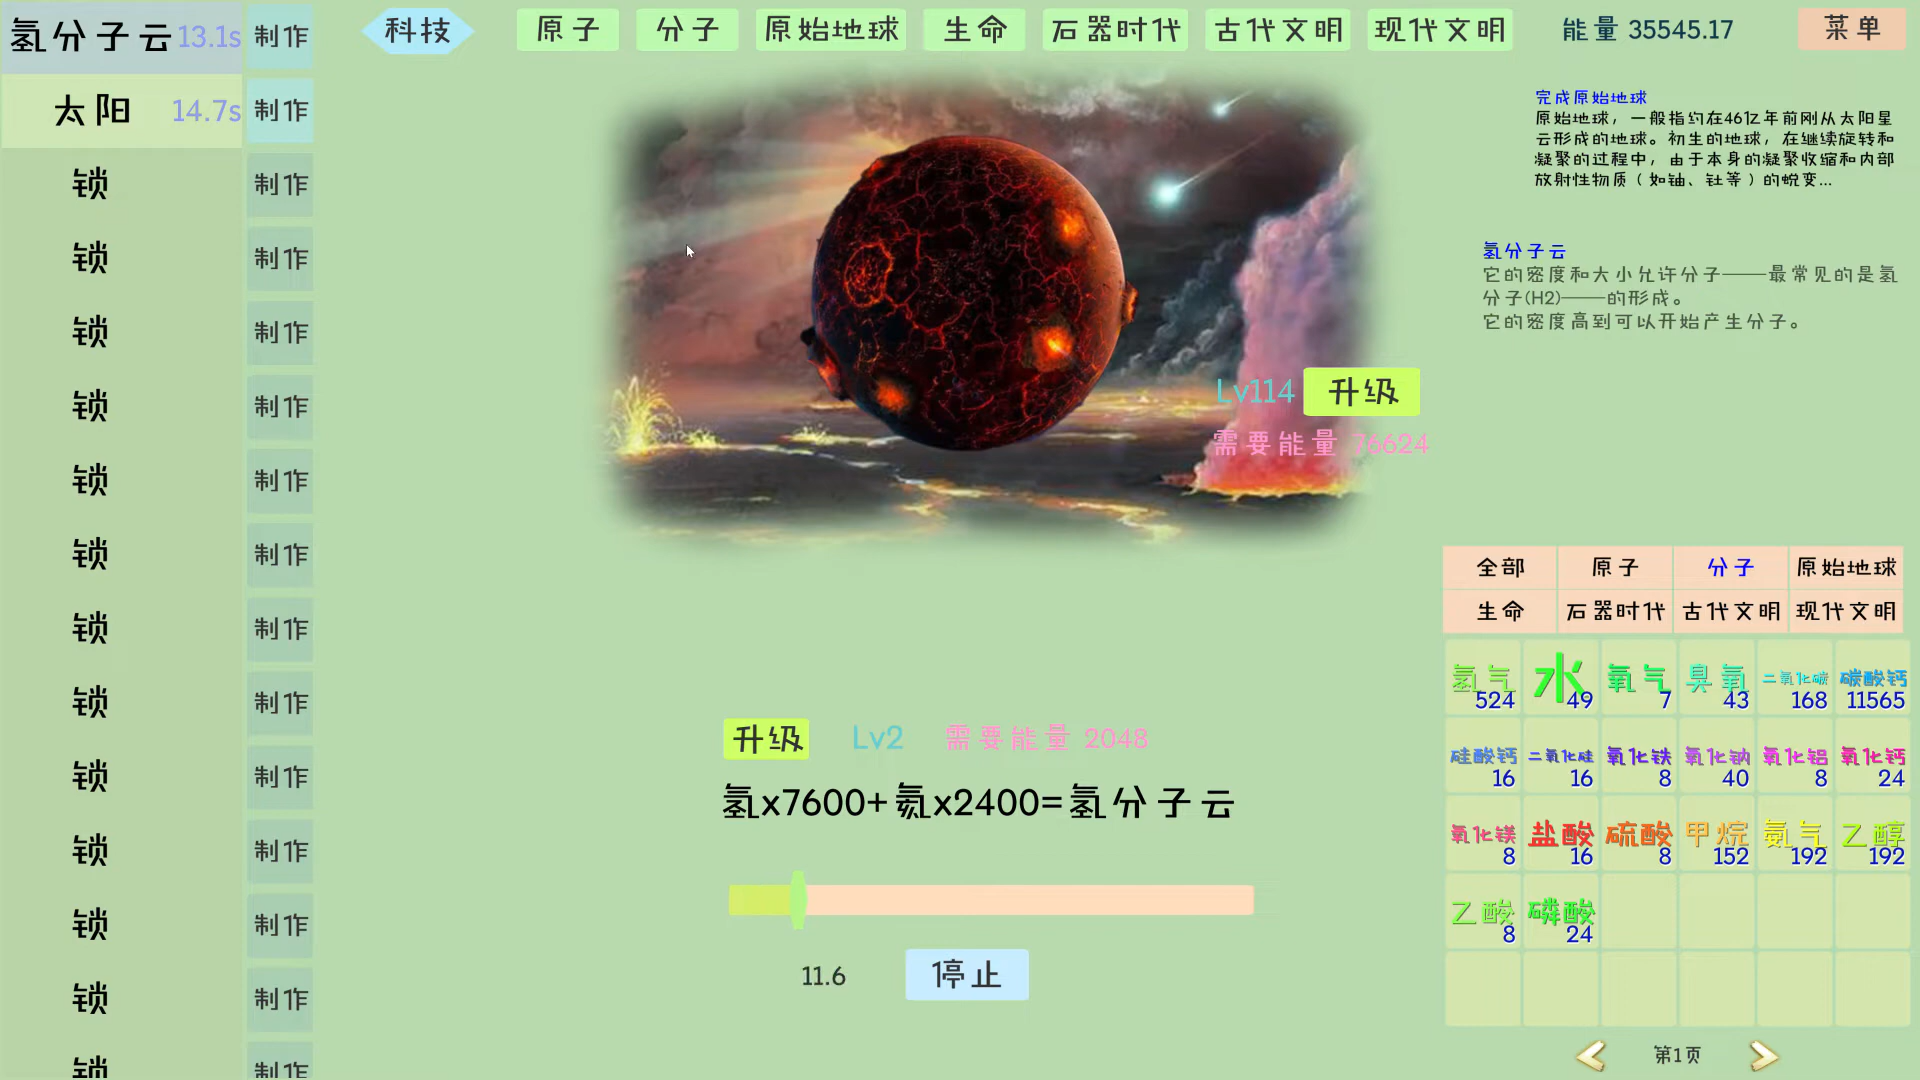 氢分子云 13.1s 制作
太阳 14.7s 制作
锁 制作
锁 制作
锁 制作
锁 制作
锁 制作
锁 制作
锁 制作
锁 制作
锁 制作
锁 制作
锁 制作
锁 制作
锁 制作
科技 原子 分子 原始地球 生命 石器时代 古代文明 现代文明 能量 35545.17 菜单
完成原始地球
原始地球，一般指约在46亿年前刚从太阳星
云形成的地球。初生的地球，在继续旋转和
凝聚的过程中，由于本身的凝聚收缩和内部
放射性物质（如铀、钍等）的蜕变...
氢分子云
它的密度和大小允许分子——最常见的是氢
分子(H2)——的形成。
它的密度高到可以开始产生分子。
Lv114 升级
需要能量 76624
升级 Lv2 需要能量 2048
氢x7600+氦x2400=氢分子云
11.6 停止
全部 原子 分子 原始地球
生命 石器时代 古代文明 现代文明
氢气 水 氧气 臭氧 二氧化碳 碳酸钙
524 49 7 43 168 11565
硅酸钙 二氧化硅 氧化铁 氧化钠 氧化铝 氧化钙
16 16 8 40 8 24
氧化镁 盐酸 硫酸 甲烷 氨气 乙醇
8 16 8 152 192 192
乙酸 磷酸
8 24
第1页